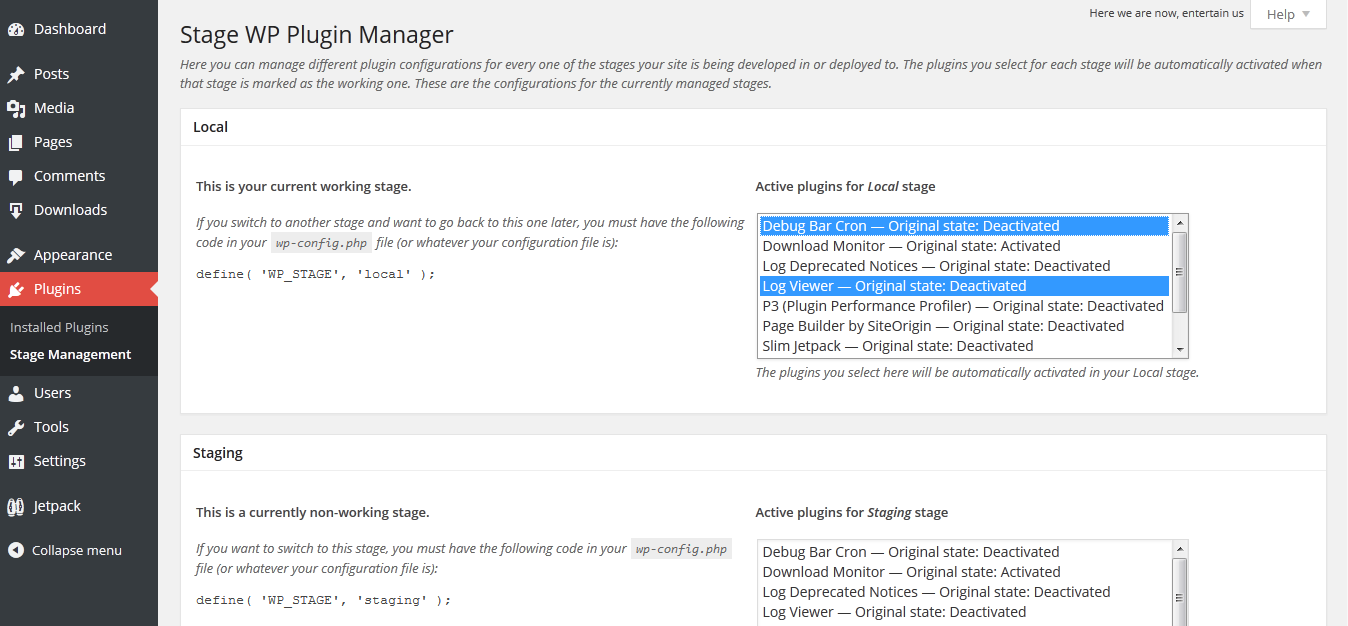 Dashboard
Posts
Media
Pages
Comments
Downloads
Appearance
Plugins
Installed Plugins
Stage Management
Users
Tools
Settings
Jetpack
Collapse menu
Here we are now, entertain us
Help
Stage WP Plugin Manager
Here you can manage different plugin configurations for every one of the stages your site is being developed in or deployed to. The plugins you select for each stage will be automatically activated when
that stage is marked as the working one. These are the configurations for the currently managed stages.
Local
This is your current working stage.
If you switch to another stage and want to go back to this one later, you must have the following
code in your wp-config.php file (or whatever your configuration file is):
define( 'WP_STAGE', 'local' );
Active plugins for Local stage
Debug Bar Cron — Original state: Deactivated
Download Monitor — Original state: Activated
Log Deprecated Notices — Original state: Deactivated
Log Viewer — Original state: Deactivated
P3 (Plugin Performance Profiler) — Original state: Deactivated
Page Builder by SiteOrigin — Original state: Deactivated
Slim Jetpack — Original state: Deactivated
The plugins you select here will be automatically activated in your Local stage.
Staging
This is a currently non-working stage.
If you want to switch to this stage, you must have the following code in your wp-config.php
file (or whatever your configuration file is):
define( 'WP_STAGE', 'staging' );
Active plugins for Staging stage
Debug Bar Cron — Original state: Deactivated
Download Monitor — Original state: Activated
Log Deprecated Notices — Original state: Deactivated
Log Viewer — Original state: Deactivated